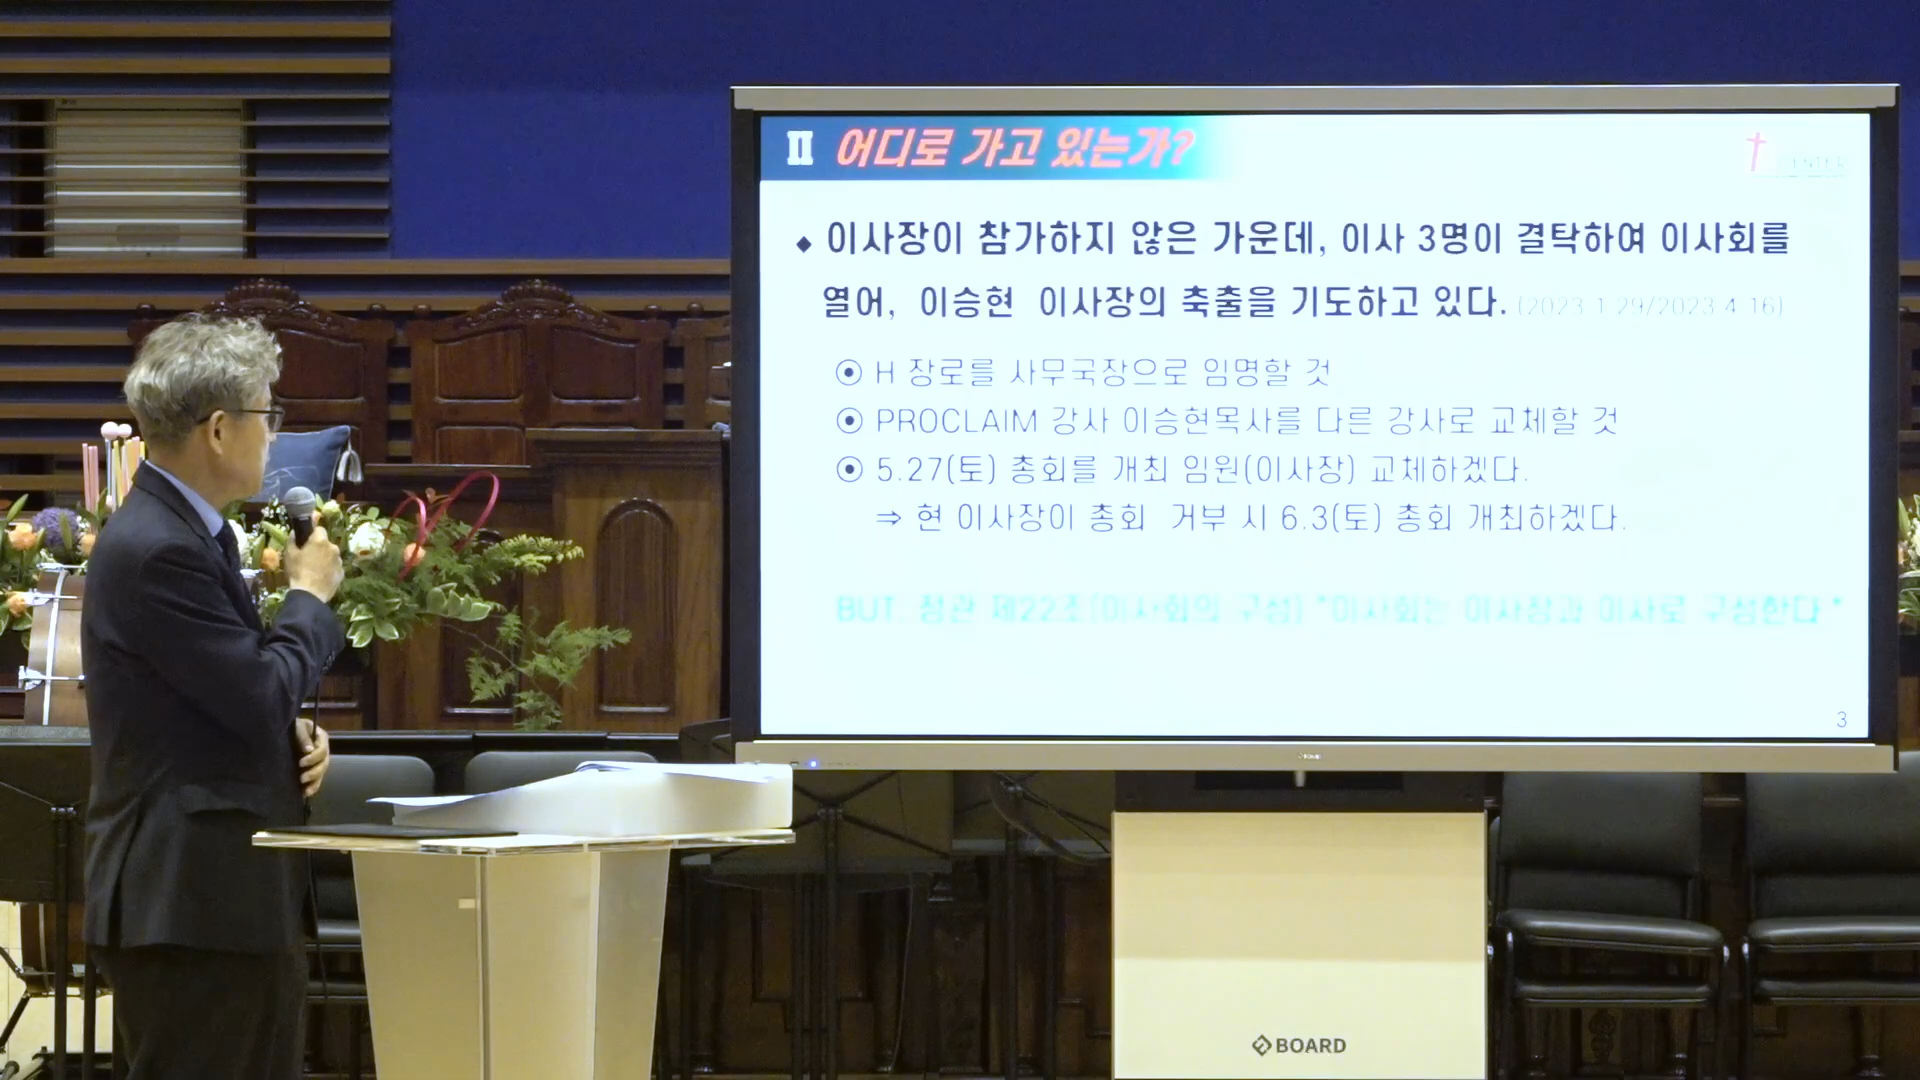 Ⅱ 어디로 가고 있는가?
ENTER
◆ 이사장이 참가하지 않은 가운데, 이사 3명이 결탁하여 이사회를
열어, 이승현 이사장의 축출을 기도하고 있다. (2023.1.29/2023.4.16)
⊙ H 장로를 사무국장으로 임명할 것
⊙ PROCLAIM 강사 이승현목사를 다른 강사로 교체할 것
⊙ 5.27(토) 총회를 개최 임원(이사장) 교체하겠다.
⇒ 현 이사장이 총회 거부 시 6.3(토) 총회 개최하겠다.
BUT. 정관 제22조(이사회의 구성) "이사회는 이사장과 이사로 구성한다."
3
BOARD